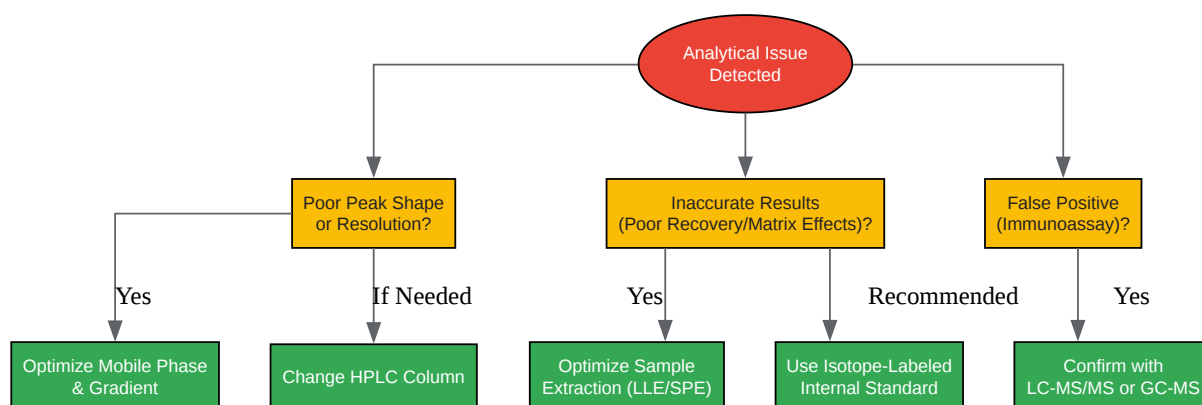 Analytical Issue
Detected
Poor Peak Shape
or Resolution?
Inaccurate Results
(Poor Recovery/Matrix Effects)?
False Positive
(Immunoassay)?
Yes
If Needed
Yes
Recommended
Yes
Optimize Mobile Phase
& Gradient
Change HPLC Column
Optimize Sample
Extraction (LLE/SPE)
Use Isotope-Labeled
Internal Standard
Confirm with
LC-MS/MS or GC-MS